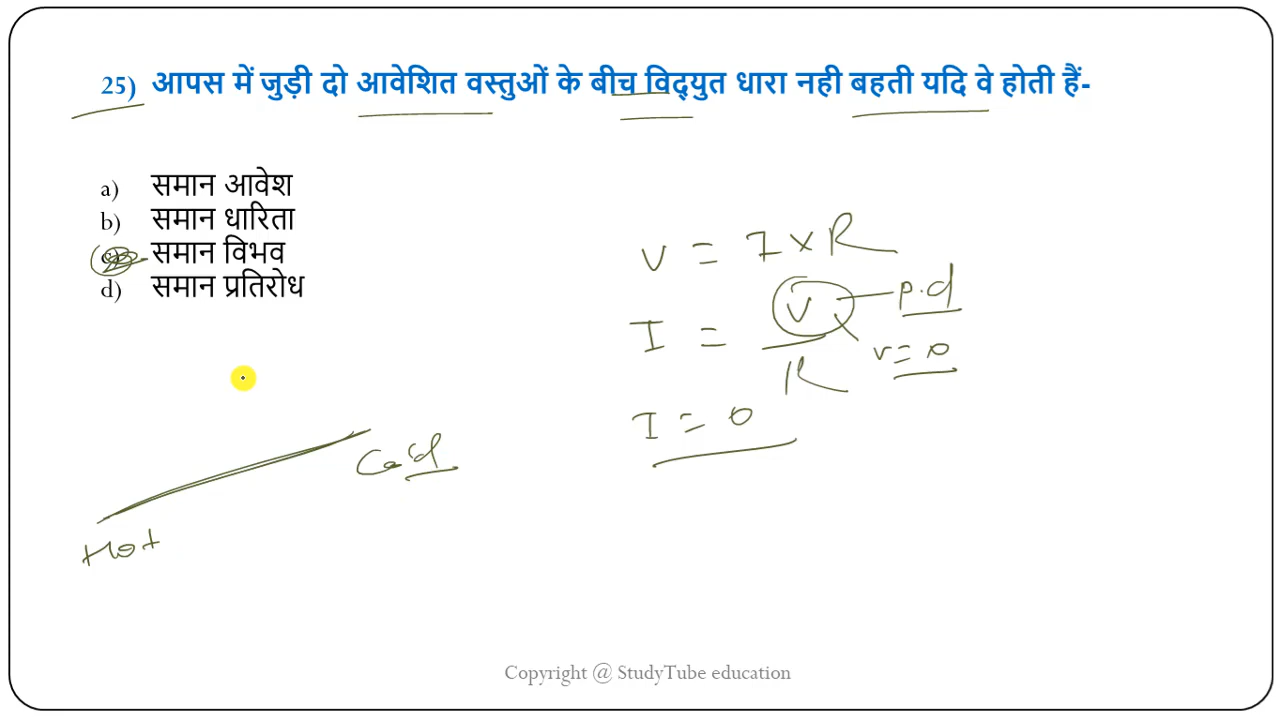 25) आपस में जुड़ी दो आवेशित वस्तुओं के बीच विद्युत धारा नही बहती यदि वे होती हैं-
a) समान आवेश
b) समान धारिता
c) समान विभव
d) समान प्रतिरोध
V = I × R
I = V / R
p.d
V = 0
I = 0
Cold
Hot
Copyright @ StudyTube education